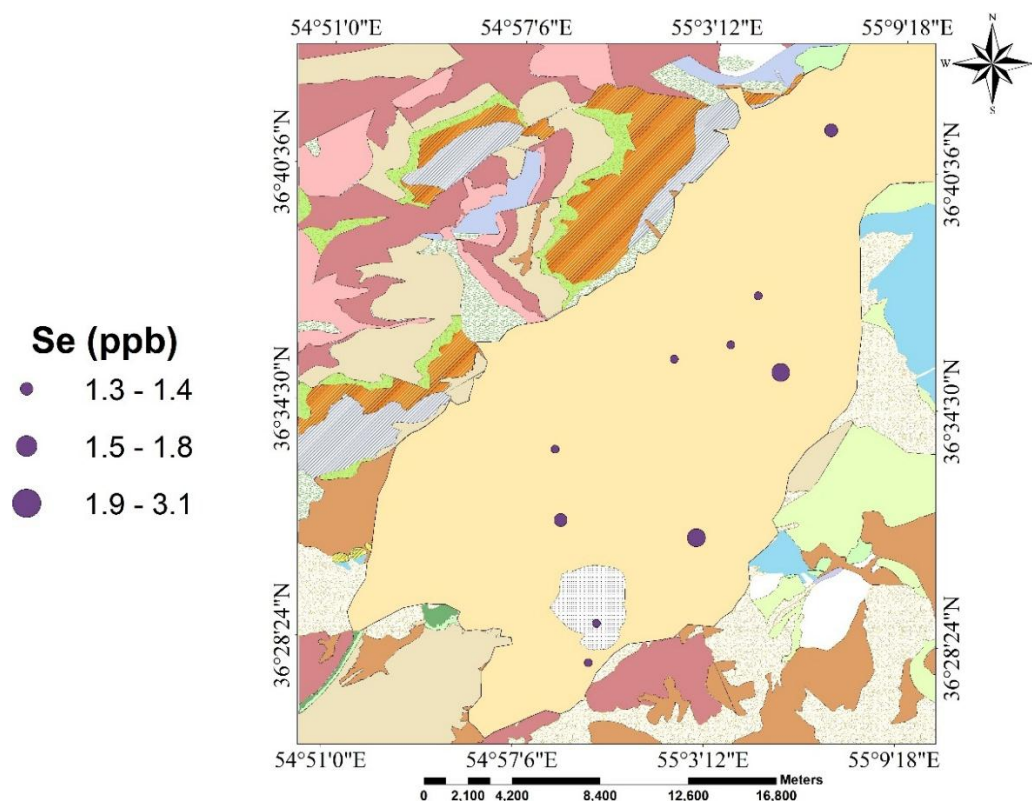 54°51'0"E 54°57'6"E 55°3'12"E 55°9'18"E
N
W
S
36°40'36"N
36°40'36"N
Se (ppb)
1.3 - 1.4
1.5 - 1.8
1.9 - 3.1
36°34'30"N
36°34'30"N
36°28'24"N
36°28'24"N
54°51'0"E 54°57'6"E 55°3'12"E 55°9'18"E
Meters
0 2,100 4,200 8,400 12,600 16,800